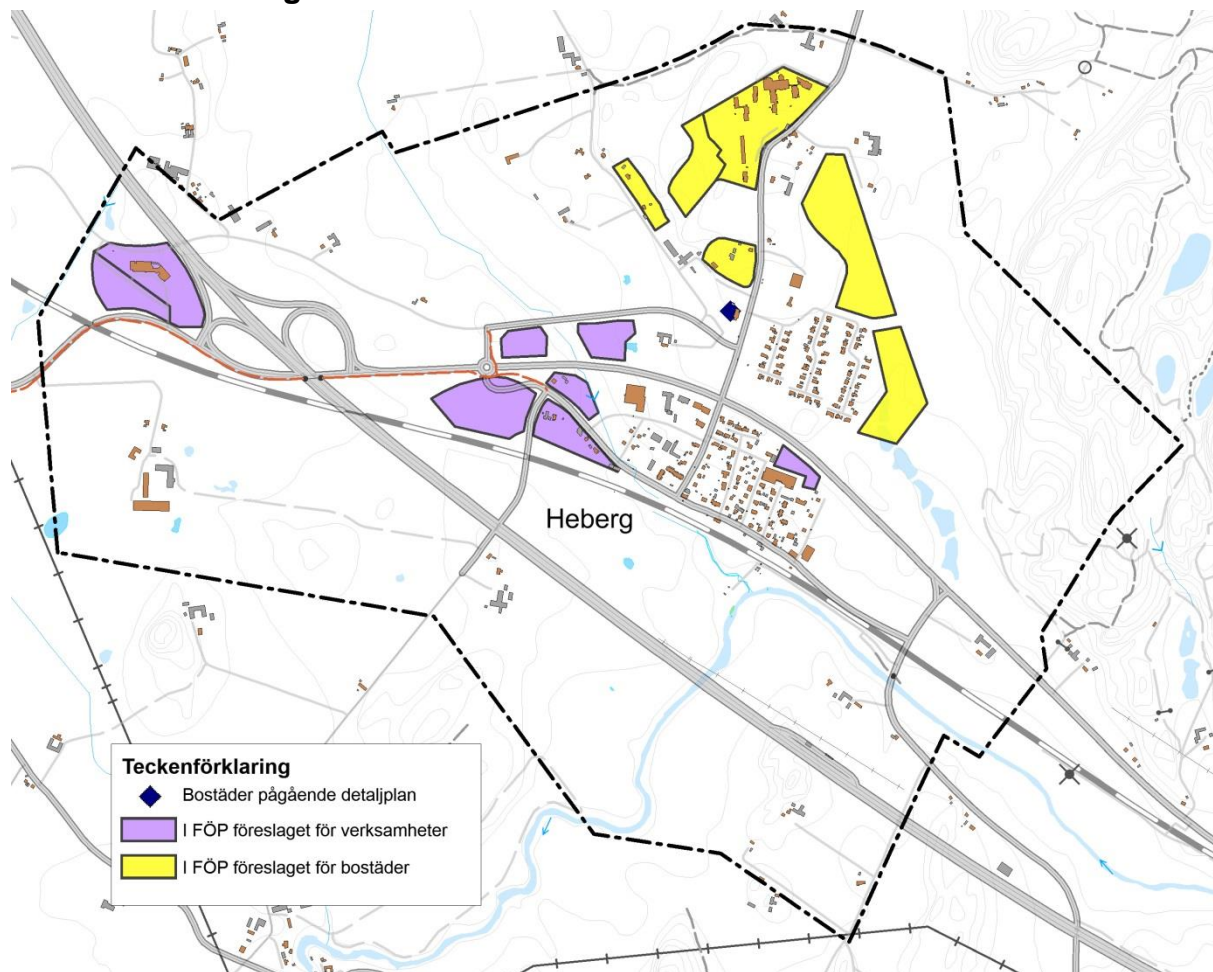 Heberg
Teckenförklaring
Bostäder pågående detaljplan
I FÖP föreslaget för verksamheter
I FÖP föreslaget för bostäder